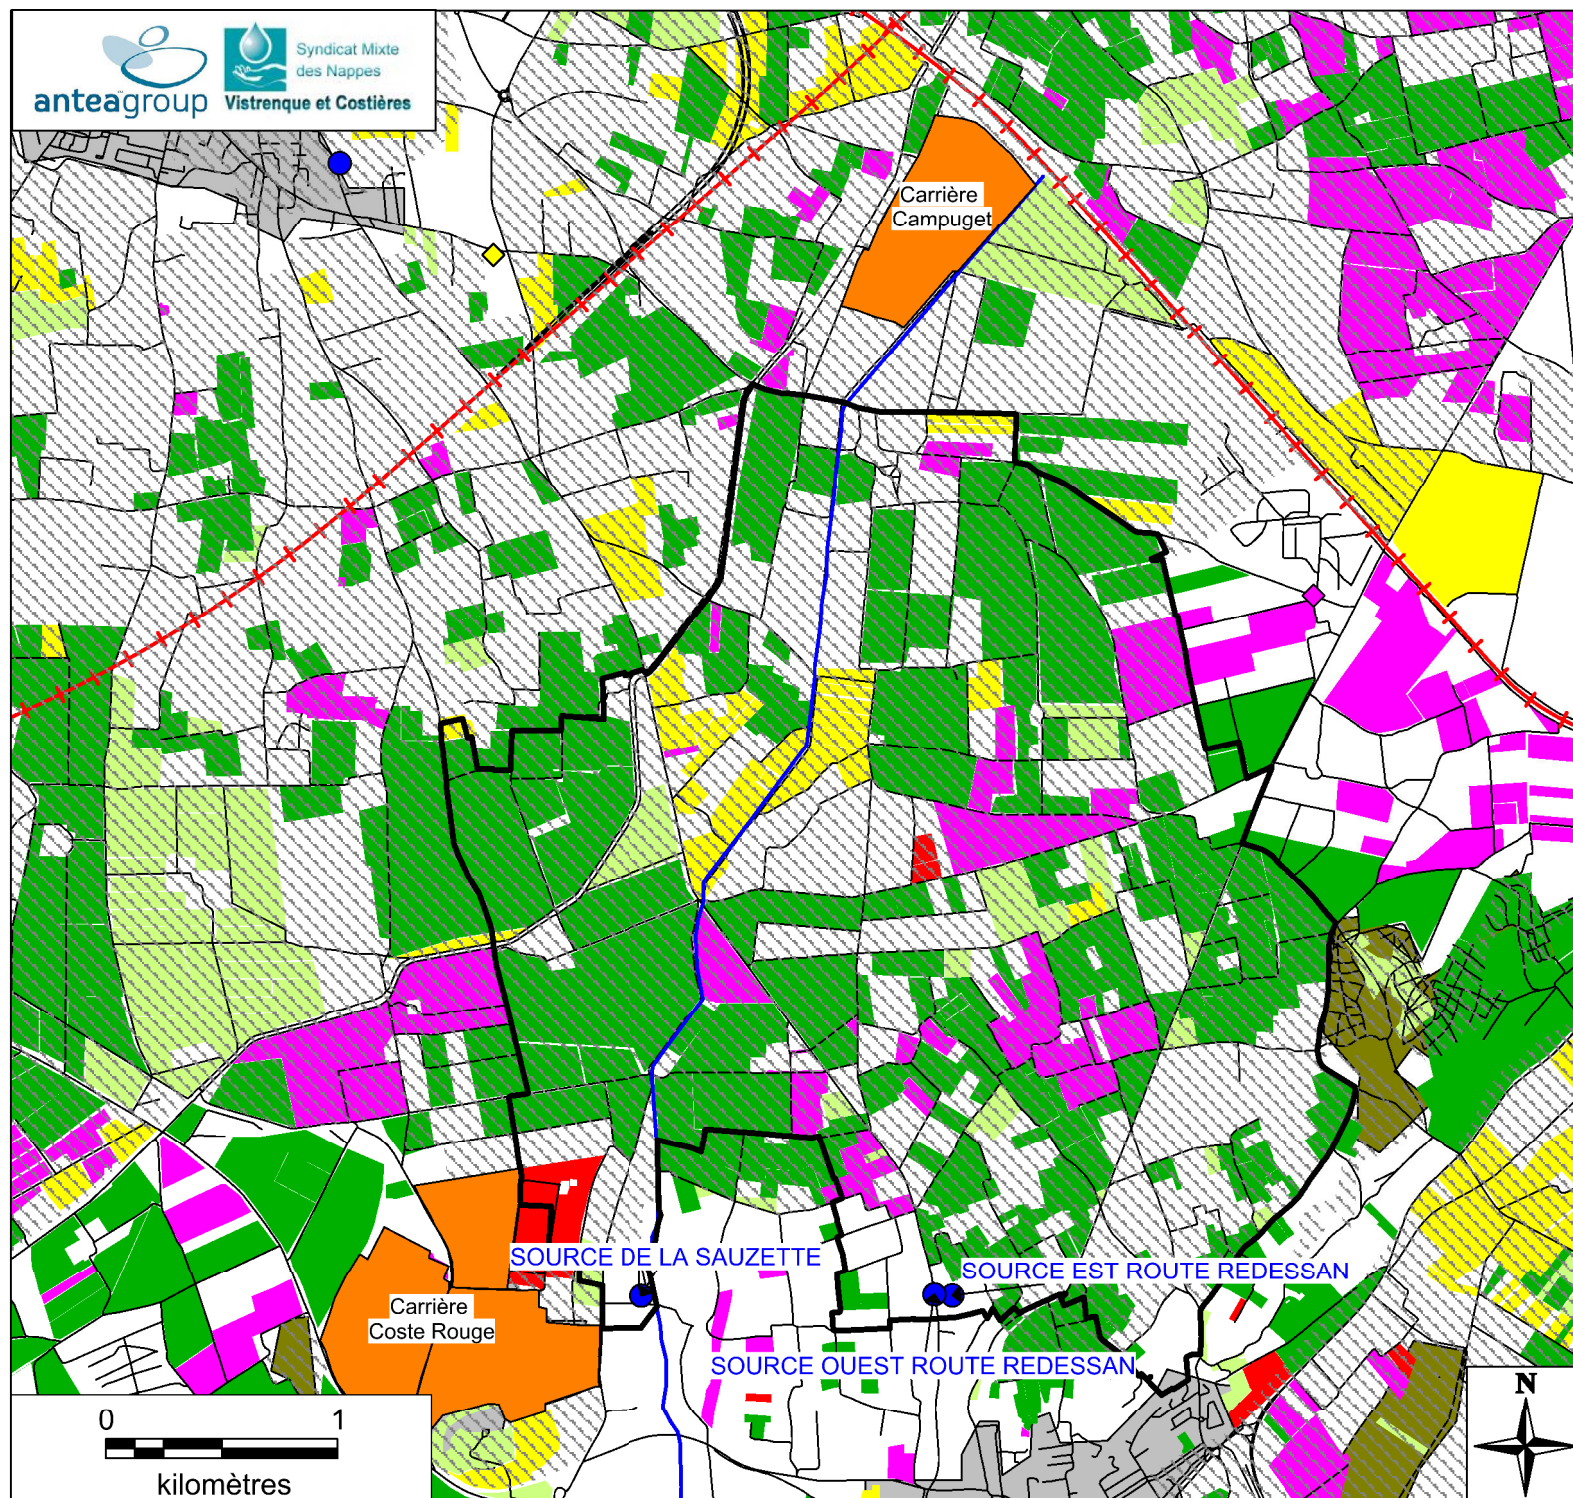 anteagroup
Syndicat Mixte
des Nappes
Vistrenque et Costières
Carrière
Campuget
SOURCE DE LA SAUZETTE
SOURCE EST ROUTE REDESSAN
Carrière
Coste Rouge
SOURCE OUEST ROUTE REDESSAN
0 1
kilomètres
N